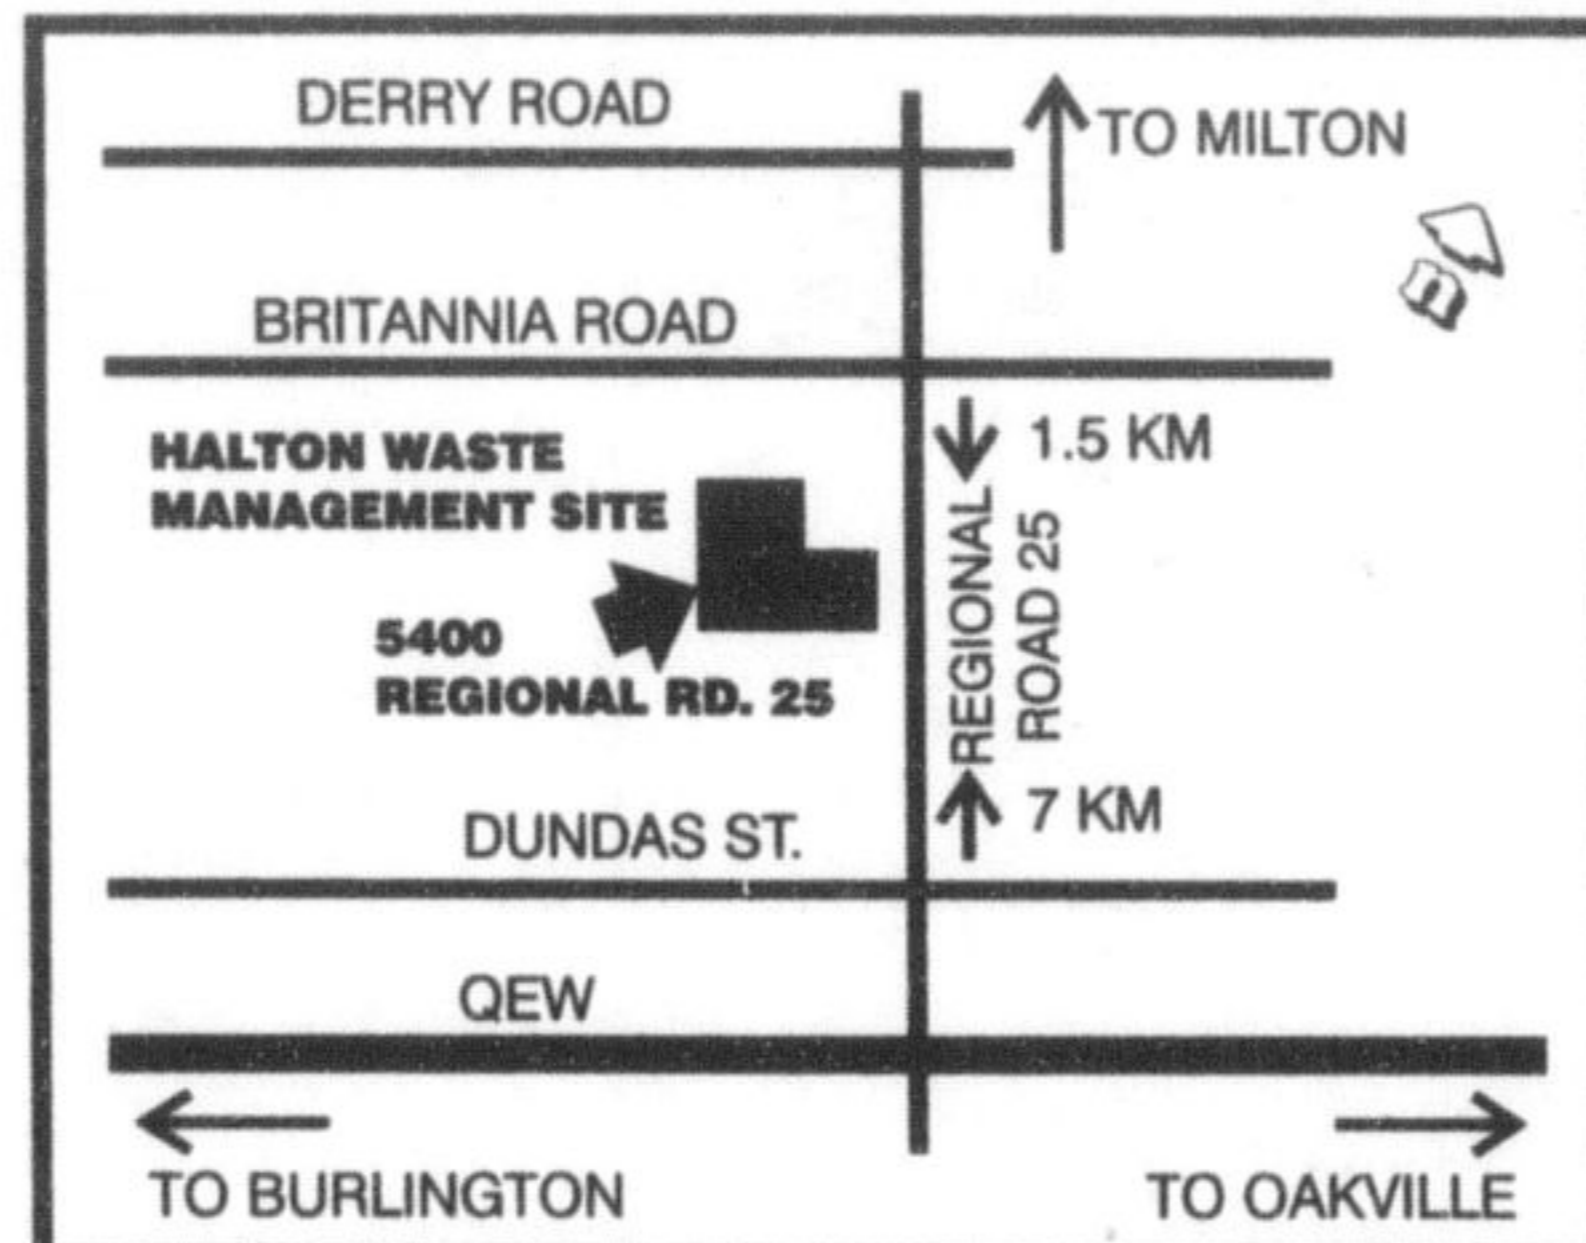 DERRY ROAD
TO MILTON
n
BRITANNIA ROAD
HALTON WASTE
MANAGEMENT SITE
1.5 KM
REGIONAL
ROAD 25
5400
REGIONAL RD. 25
7 KM
DUNDAS ST.
QEW
TO BURLINGTON
TO OAKVILLE